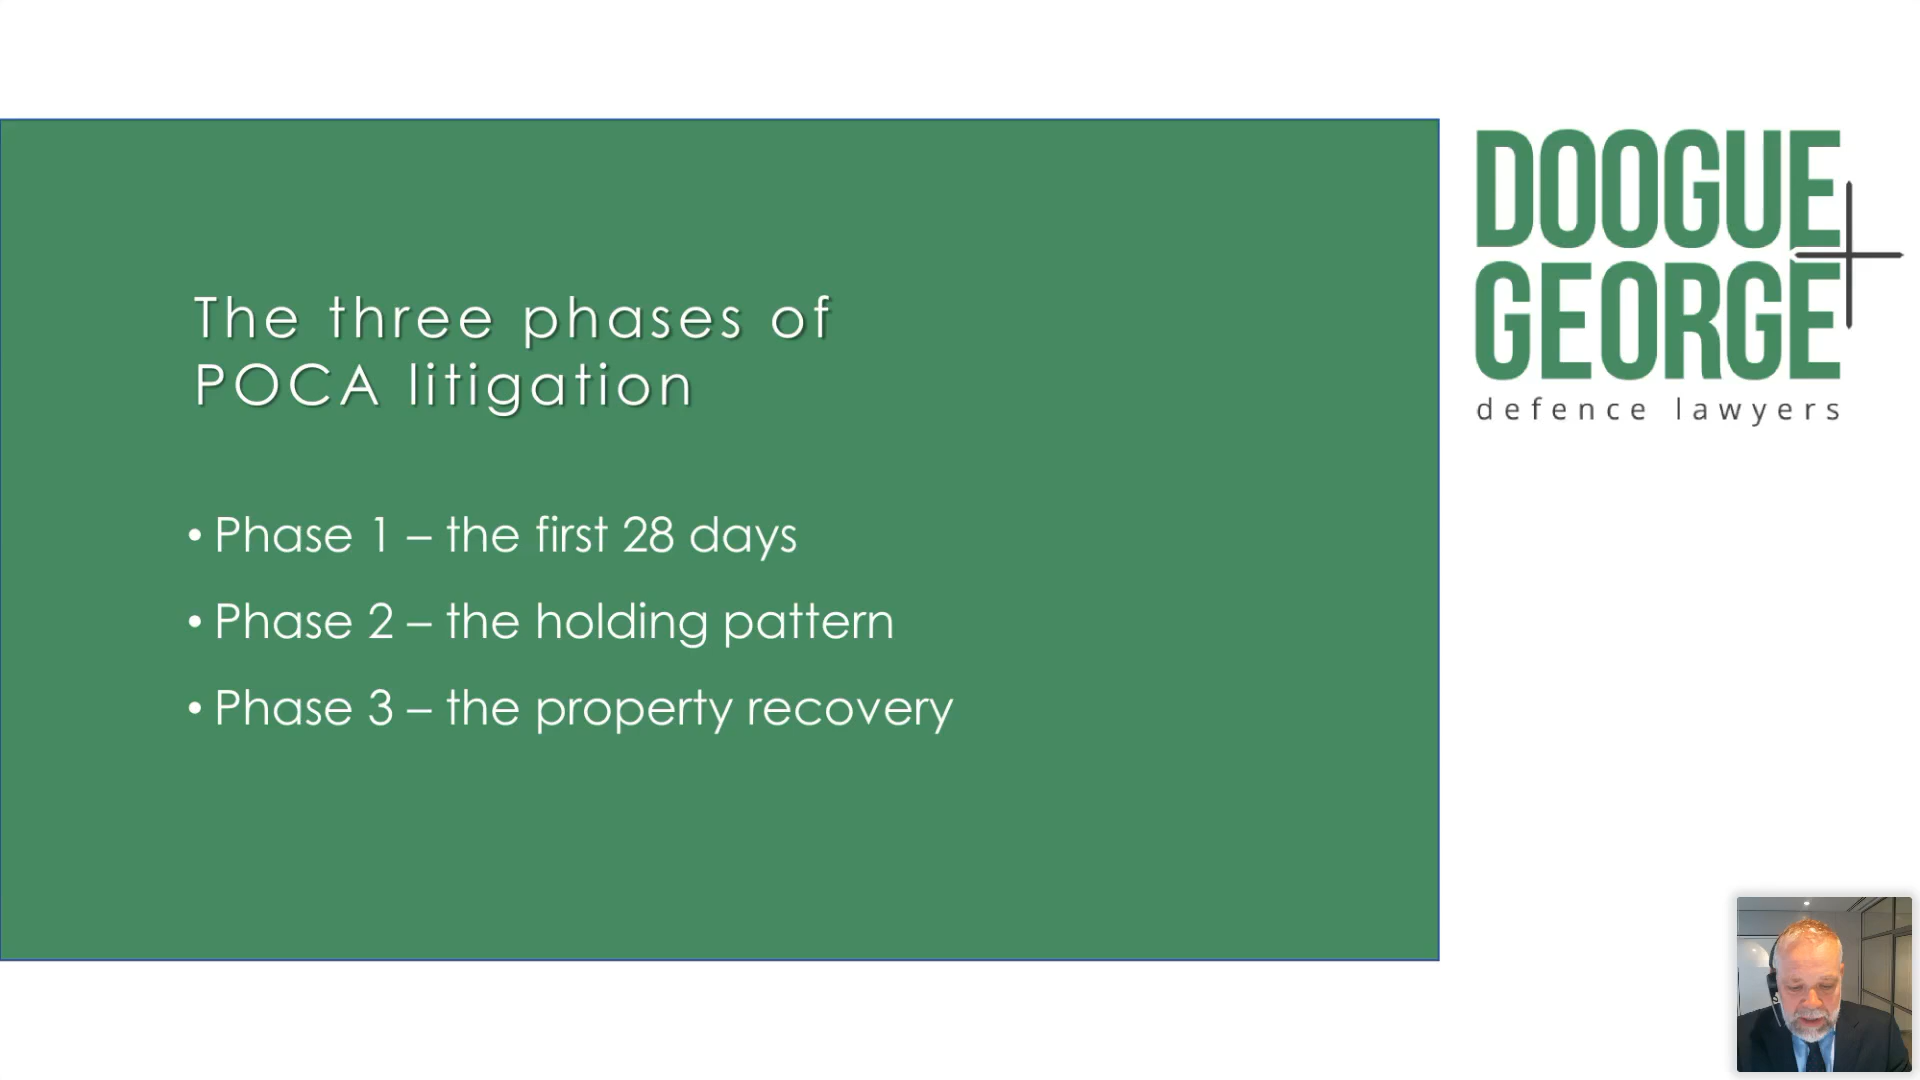 The three phases of
POCA litigation
• Phase 1 – the first 28 days
• Phase 2 – the holding pattern
• Phase 3 – the property recovery
DOOGUE
GEORGE
defence lawyers